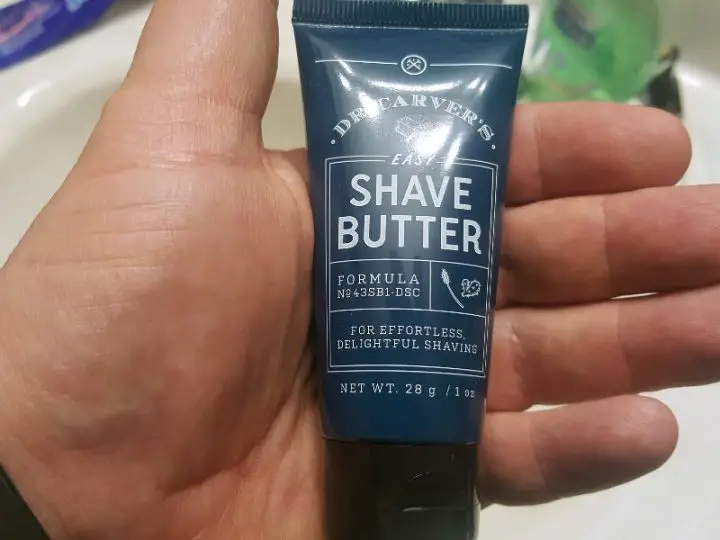 · DR. CARVER'S ·
EASY
SHAVE
BUTTER
FORMULA
Nº43SB1-DSC
FOR EFFORTLESS,
DELIGHTFUL SHAVING
NET WT. 28 g / 1 oz